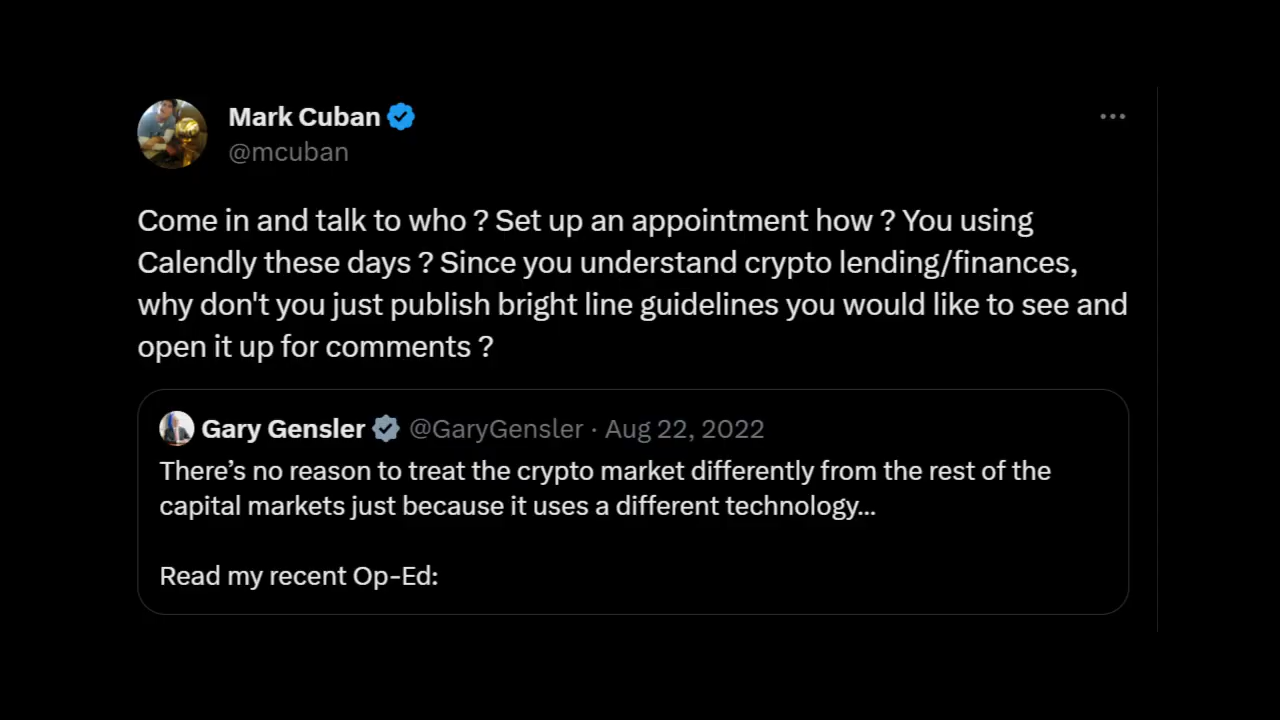 Mark Cuban
@mcuban
Come in and talk to who ? Set up an appointment how ? You using
Calendly these days ? Since you understand crypto lending/finances,
why don't you just publish bright line guidelines you would like to see and
open it up for comments ?
Gary Gensler @GaryGensler · Aug 22, 2022
There’s no reason to treat the crypto market differently from the rest of the
capital markets just because it uses a different technology…
Read my recent Op-Ed: